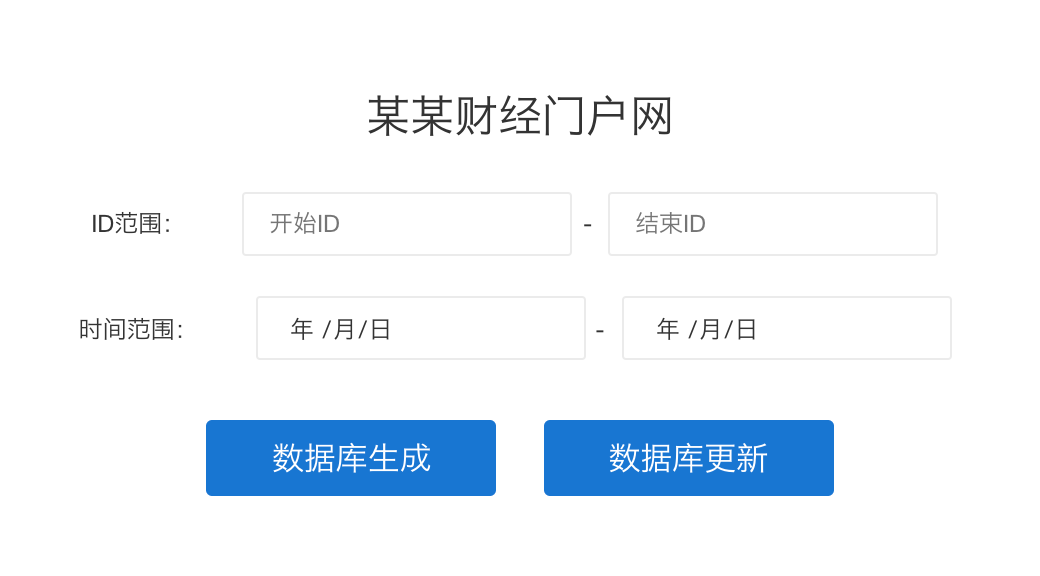 某某财经门户网
ID范围： 开始ID - 结束ID
时间范围： 年 /月/日 - 年 /月/日
数据库生成 数据库更新